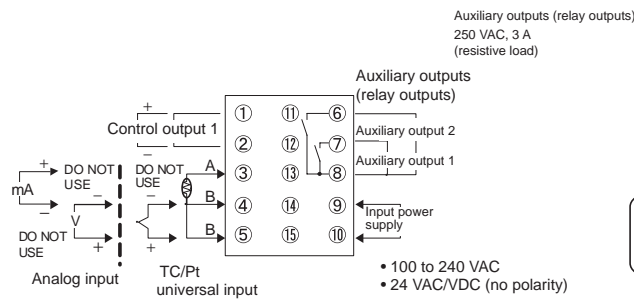 Auxiliary outputs (relay outputs)
250 VAC, 3 A
(resistive load)
Auxiliary outputs
(relay outputs)
+
Control output 1
−
① ⑪ ⑥
② ⑫ ⑦
③ ⑬ ⑧
④ ⑭ ⑨
⑤ ⑮ ⑩
Auxiliary output 2
Auxiliary output 1
Input power
supply
+
mA
−
DO NOT
USE
−
V
+
DO NOT
USE
DO NOT
USE
−
+
A
B
B
Analog input
TC/Pt
universal input
• 100 to 240 VAC
• 24 VAC/VDC (no polarity)